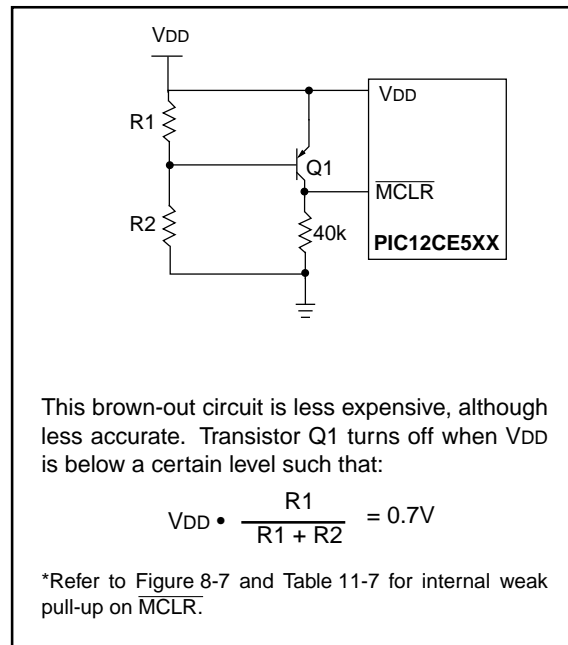 VDD
VDD
R1
Q1
MCLR
R2
40k
PIC12CE5XX
This brown-out circuit is less expensive, although
less accurate. Transistor Q1 turns off when VDD
is below a certain level such that:
VDD • R1 / R1 + R2 = 0.7V
*Refer to Figure 8-7 and Table 11-7 for internal weak
pull-up on MCLR.